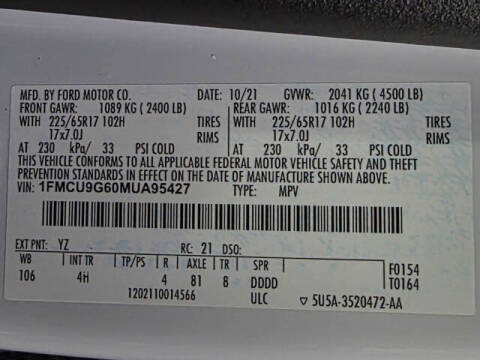 MFD. BY FORD MOTOR CO. DATE: 10/21 GVWR: 2041 KG ( 4500 LB)
FRONT GAWR: 1089 KG ( 2400 LB) REAR GAWR: 1016 KG ( 2240 LB)
WITH 225/65R17 102H TIRES WITH 225/65R17 102H TIRES
17x7.0J RIMS 17x7.0J RIMS
AT 230 kPa/ 33 PSI COLD AT 230 kPa/ 33 PSI COLD
THIS VEHICLE CONFORMS TO ALL APPLICABLE FEDERAL MOTOR VEHICLE SAFETY AND THEFT
PREVENTION STANDARDS IN EFFECT ON THE DATE OF MANUFACTURE SHOWN ABOVE.
VIN: 1FMCU9G60MUA95427 TYPE: MPV
EXT PNT: YZ RC: 21 DSO:
WB INT TR TP/PS R AXLE TR SPR F0154
106 4H 4 81 8 DDDD T0164
1202110014566 ULC 5U5A-3520472-AA